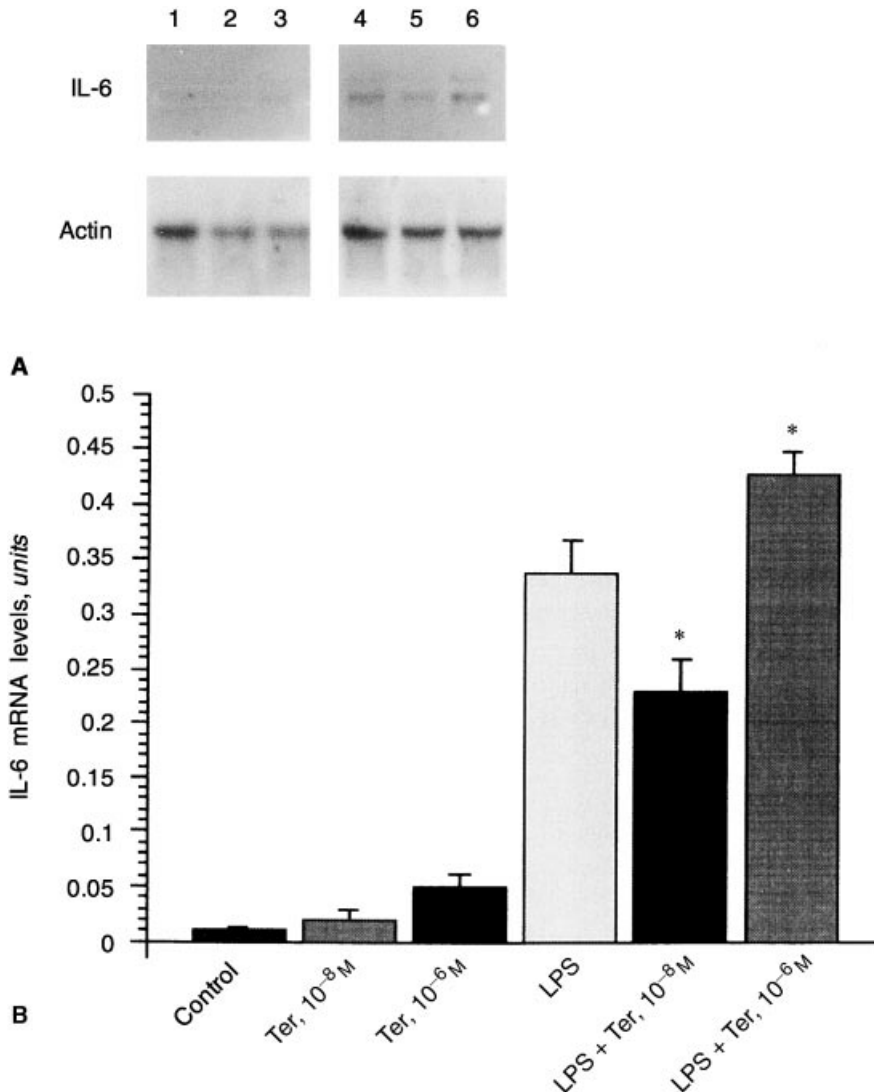 1 2 3 4 5 6
IL-6
Actin
A
0.5
0.45
0.4
0.35
0.3
0.25
0.2
0.15
0.1
0.05
0
IL-6 mRNA levels, units
*
*
Control
Ter, 10⁻⁸ M
Ter, 10⁻⁶ M
LPS
LPS + Ter, 10⁻⁸ M
LPS + Ter, 10⁻⁶ M
B